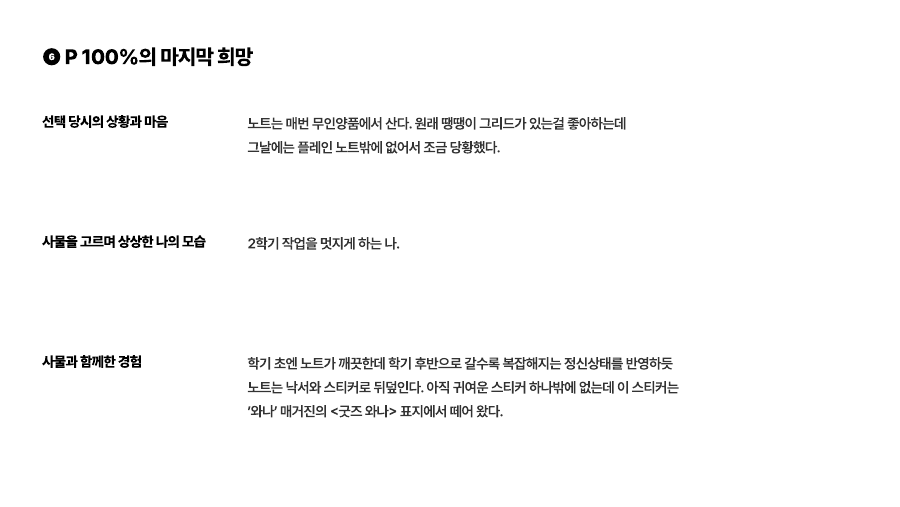 ❻ P 100%의 마지막 희망
선택 당시의 상황과 마음
노트는 매번 무인양품에서 산다. 원래 땡땡이 그리드가 있는걸 좋아하는데
그날에는 플레인 노트밖에 없어서 조금 당황했다.
사물을 고르며 상상한 나의 모습
2학기 작업을 멋지게 하는 나.
사물과 함께한 경험
학기 초엔 노트가 깨끗한데 학기 후반으로 갈수록 복잡해지는 정신상태를 반영하듯
노트는 낙서와 스티커로 뒤덮인다. 아직 귀여운 스티커 하나밖에 없는데 이 스티커는
‘와나’ 매거진의 <굿즈 와나> 표지에서 떼어 왔다.